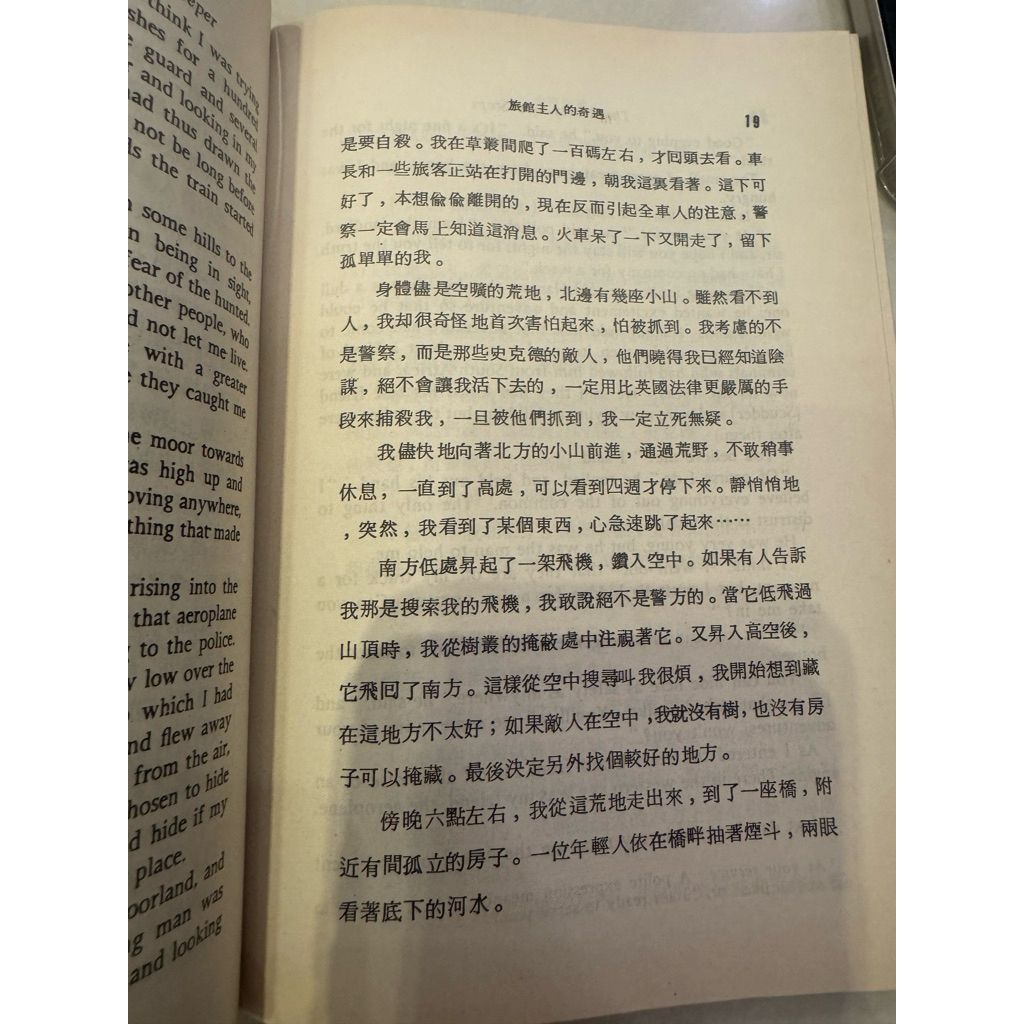 eeper
think I was trying
shes for a hundred
guard and several
and looking in my
had thus drawn the
not be long before
ds the train started
some hills to the
n being in sight,
fear of the hunted.
other people, who
d not let me live.
with a greater
e they caught me
he moor towards
was high up and
oving anywhere,
thing that made
rising into the
that aeroplane
y to the police.
y low over the
which I had
nd flew away
from the air,
hosen to hide
d hide if my
place.
oorland, and
ng man was
and looking
旅館主人的奇遇
19
是要自殺。我在草叢間爬了一百碼左右，才回頭去看。車
長和一些旅客正站在打開的門邊，朝我這裏看著。這下可
好了，本想偸偸離開的，現在反而引起全車人的注意，警
察一定會馬上知道這消息。火車呆了一下又開走了，留下
孤單單的我。
身體儘是空曠的荒地，北邊有幾座小山。雖然看不到
人，我却很奇怪地首次害怕起來，怕被抓到。我考慮的不
是警察，而是那些史克德的敵人，他們曉得我已經知道陰
謀，絕不會讓我活下去的，一定用比英國法律更嚴厲的手
段來捕殺我，一旦被他們抓到，我一定立死無疑。
我儘快地向著北方的小山前進，通過荒野，不敢稍事
休息，一直到了高處，可以看到四週才停下來。靜悄悄地
，突然，我看到了某個東西，心急速跳了起來……
南方低處昇起了一架飛機，鑽入空中。如果有人告訴
我那是搜索我的飛機，我敢說絕不是警方的。當它低飛過
山頂時，我從樹叢的掩蔽處中注視著它。又昇入高空後，
它飛回了南方。這樣從空中搜尋叫我很煩，我開始想到藏
在這地方不太好；如果敵人在空中，我就沒有樹，也沒有房
子可以掩藏。最後決定另外找個較好的地方。
傍晚六點左右，我從這荒地走出來，到了一座橋，附
近有間孤立的房子。一位年輕人依在橋畔抽著煙斗，兩眼
看著底下的河水。